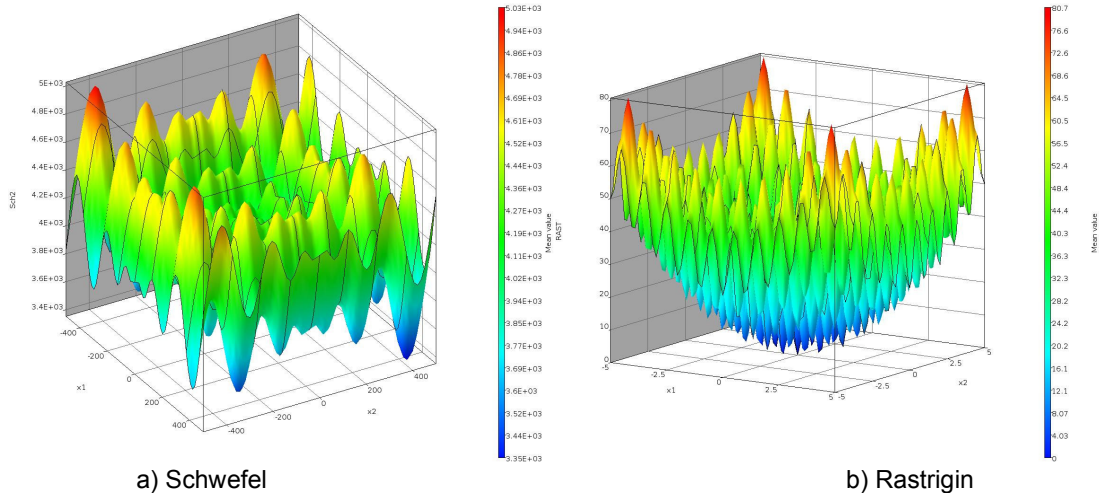 5.03E+03
4.94E+03
4.86E+03
4.77E+03
4.69E+03
4.61E+03
4.52E+03
4.44E+03
4.36E+03
4.27E+03
4.19E+03
4.10E+03
4.02E+03
3.94E+03
3.85E+03
3.77E+03
3.69E+03
3.60E+03
3.52E+03
3.44E+03
3.35E+03
Mean value
5E+03
4.8E+03
4.6E+03
4.4E+03
4.2E+03
4E+03
3.8E+03
3.6E+03
3.4E+03
Sch2
-400
-200
0
200
400
x1
-400
-200
0
200
400
x2
80.7
76.6
72.6
68.6
64.5
60.5
56.5
52.4
48.4
44.4
40.3
36.3
32.3
28.2
24.2
20.2
16.1
12.1
8.07
4.03
0
Mean value
80
70
60
50
40
30
20
10
0
RAST
-5
-2.5
0
2.5
5
x1
-5
-2.5
0
2.5
5
x2
a) Schwefel
b) Rastrigin